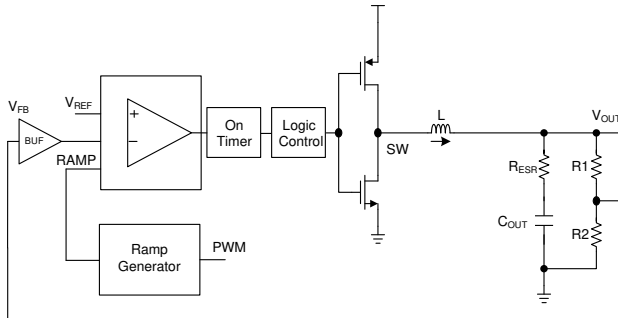 V_FB
BUF
V_REF
+
−
RAMP
Ramp
Generator
PWM
On
Timer
Logic
Control
SW
L
V_OUT
R_ESR
R1
C_OUT
R2